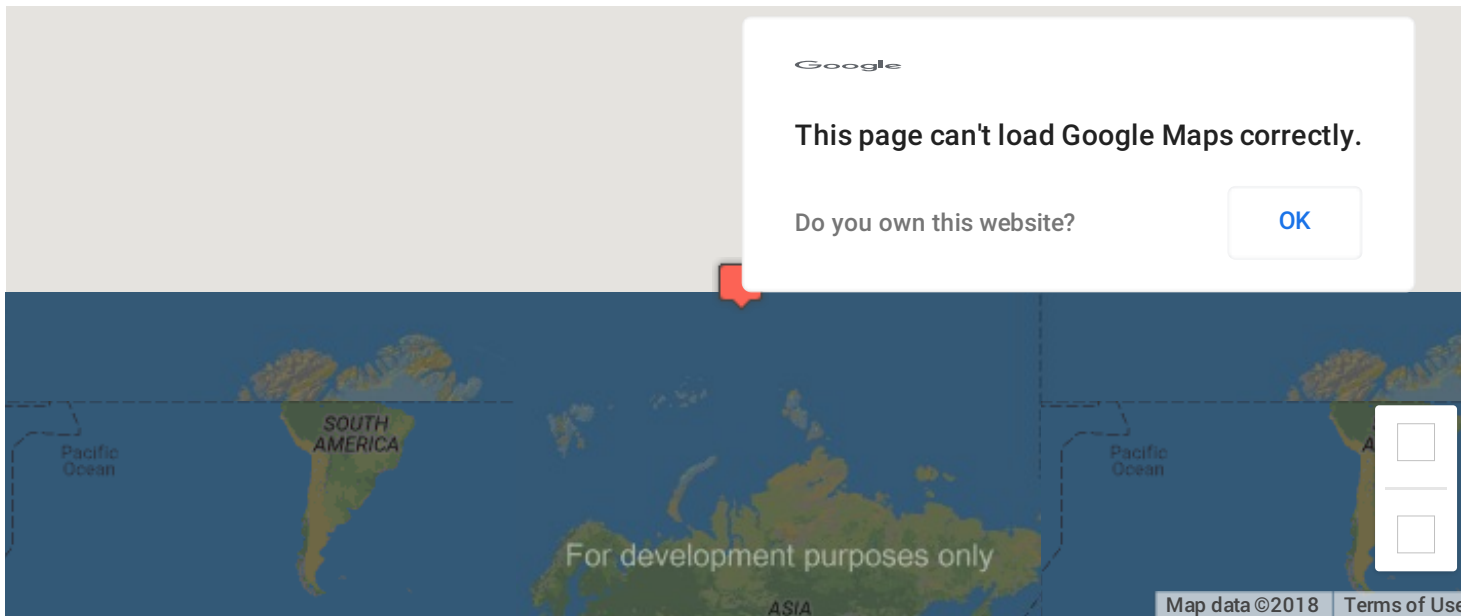 Google
This page can't load Google Maps correctly.
Do you own this website?
OK
SOUTH
AMERICA
Pacific
Ocean
Pacific
Ocean
A
For development purposes only
ASIA
Map data ©2018
Terms of Use